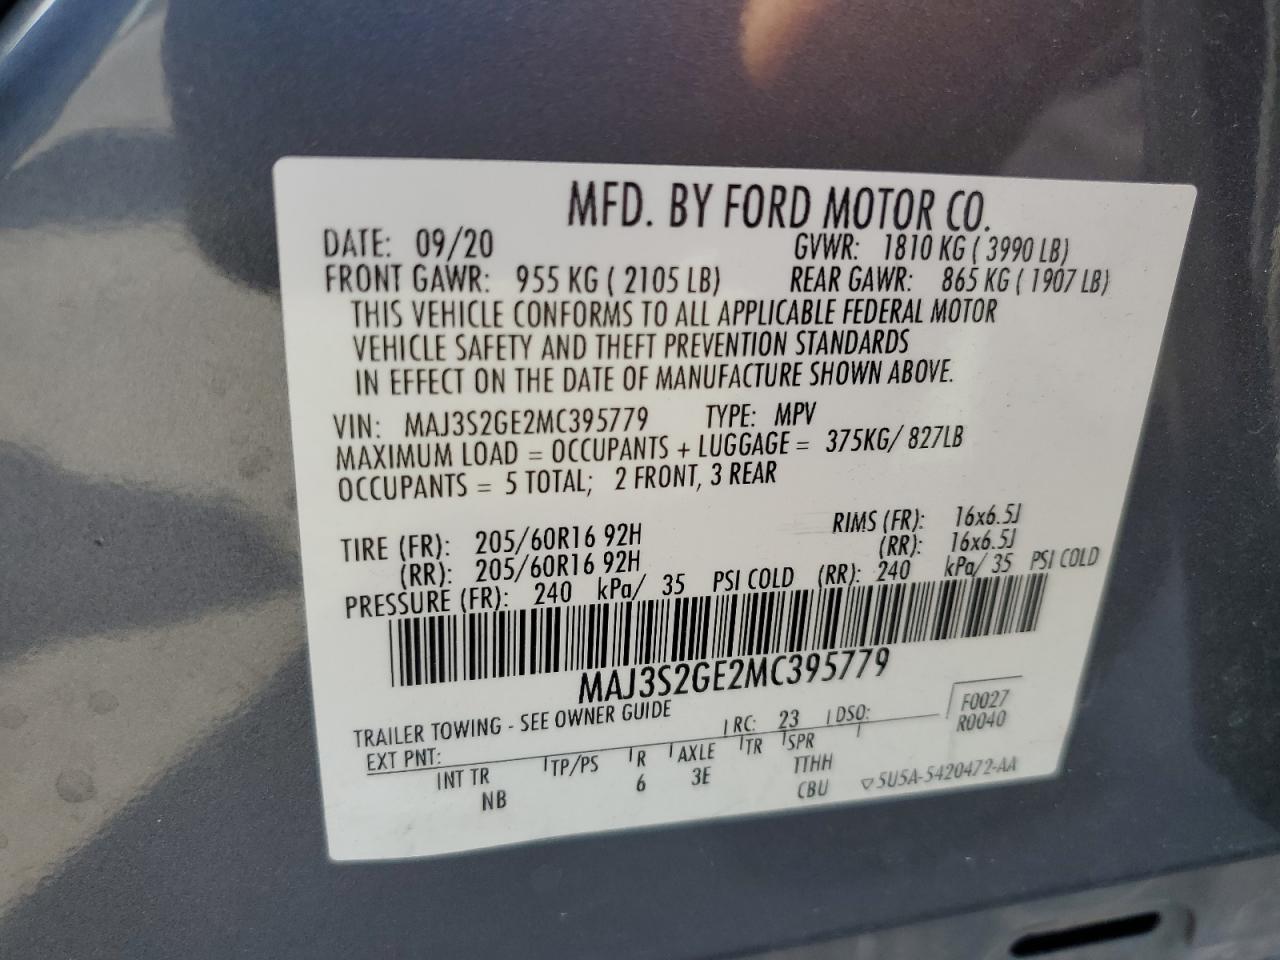 MFD. BY FORD MOTOR CO.
DATE: 09/20 GVWR: 1810 KG ( 3990 LB)
FRONT GAWR: 955 KG ( 2105 LB) REAR GAWR: 865 KG ( 1907 LB)
THIS VEHICLE CONFORMS TO ALL APPLICABLE FEDERAL MOTOR
VEHICLE SAFETY AND THEFT PREVENTION STANDARDS
IN EFFECT ON THE DATE OF MANUFACTURE SHOWN ABOVE.
VIN: MAJ3S2GE2MC395779 TYPE: MPV
MAXIMUM LOAD = OCCUPANTS + LUGGAGE = 375KG/ 827LB
OCCUPANTS = 5 TOTAL; 2 FRONT, 3 REAR
TIRE (FR): 205/60R16 92H RIMS (FR): 16x6.5J
(RR): 205/60R16 92H (RR): 16x6.5J
PRESSURE (FR): 240 kPa/ 35 PSI COLD (RR): 240 kPa/ 35 PSI COLD
MAJ3S2GE2MC395779
TRAILER TOWING - SEE OWNER GUIDE F0027
EXT PNT: RC: 23 DSO: R0040
INT TR TP/PS R AXLE TR SPR
NB 6 3E TTHH
CBU 5U5A-5420472-AA